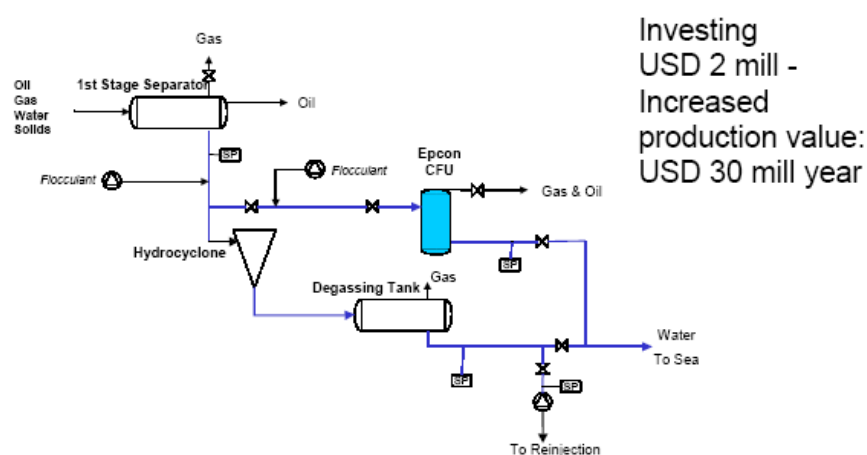 Gas
1st Stage Separator
Oil
Gas
Water
Solids
Oil
SP
Flocculant
Flocculant
Epcon
CFU
Gas & Oil
Hydrocyclone
SP
Degassing Tank
Gas
Water
To Sea
SP
SP
To Reinjection
Investing
USD 2 mill -
Increased
production value:
USD 30 mill year